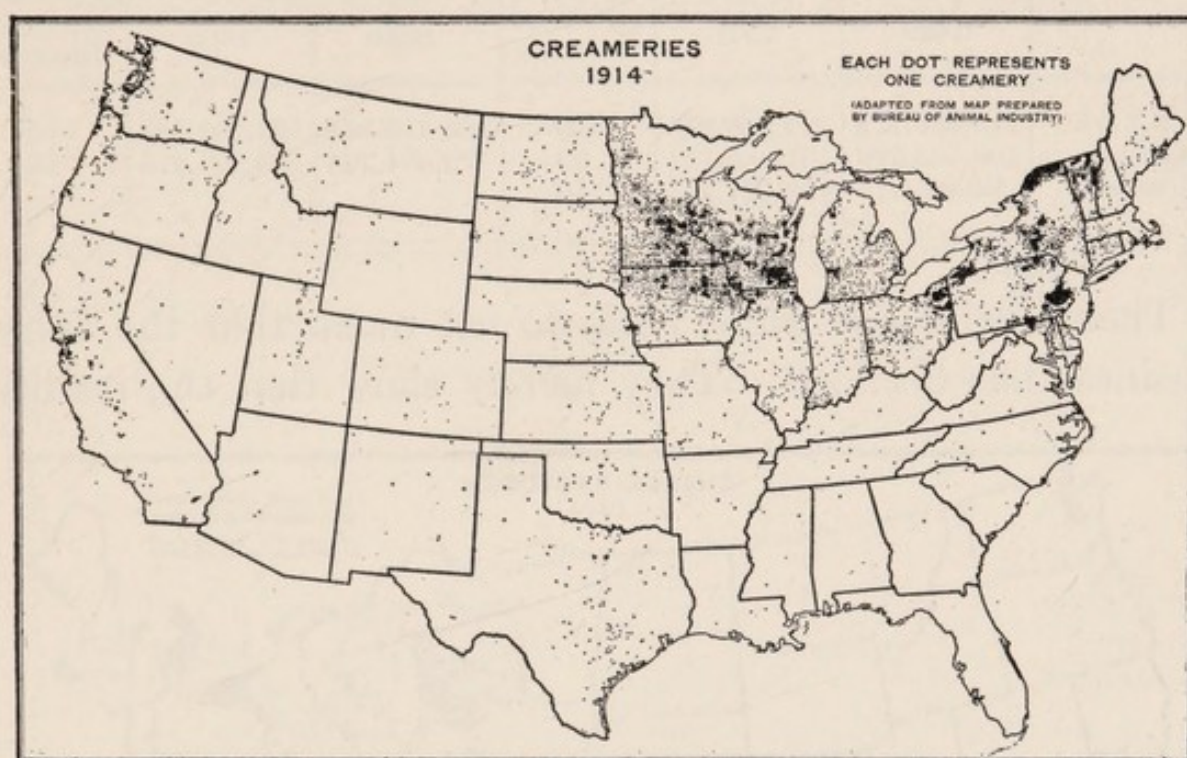 CREAMERIES
1914
EACH DOT REPRESENTS
ONE CREAMERY
(ADAPTED FROM MAP PREPARED
BY BUREAU OF ANIMAL INDUSTRY)